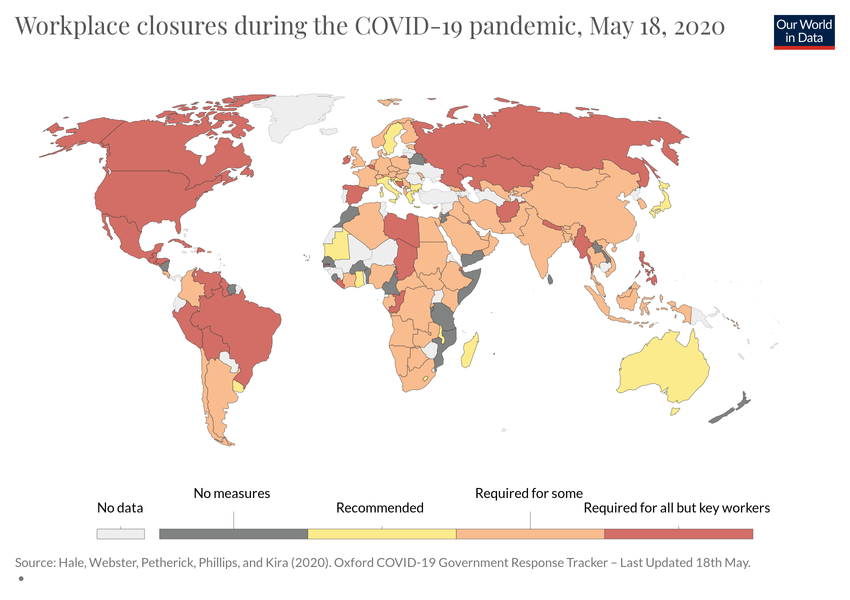 Workplace closures during the COVID-19 pandemic, May 18, 2020
Our World
in Data
No data
No measures
Recommended
Required for some
Required for all but key workers
Source: Hale, Webster, Petherick, Phillips, and Kira (2020). Oxford COVID-19 Government Response Tracker – Last Updated 18th May.